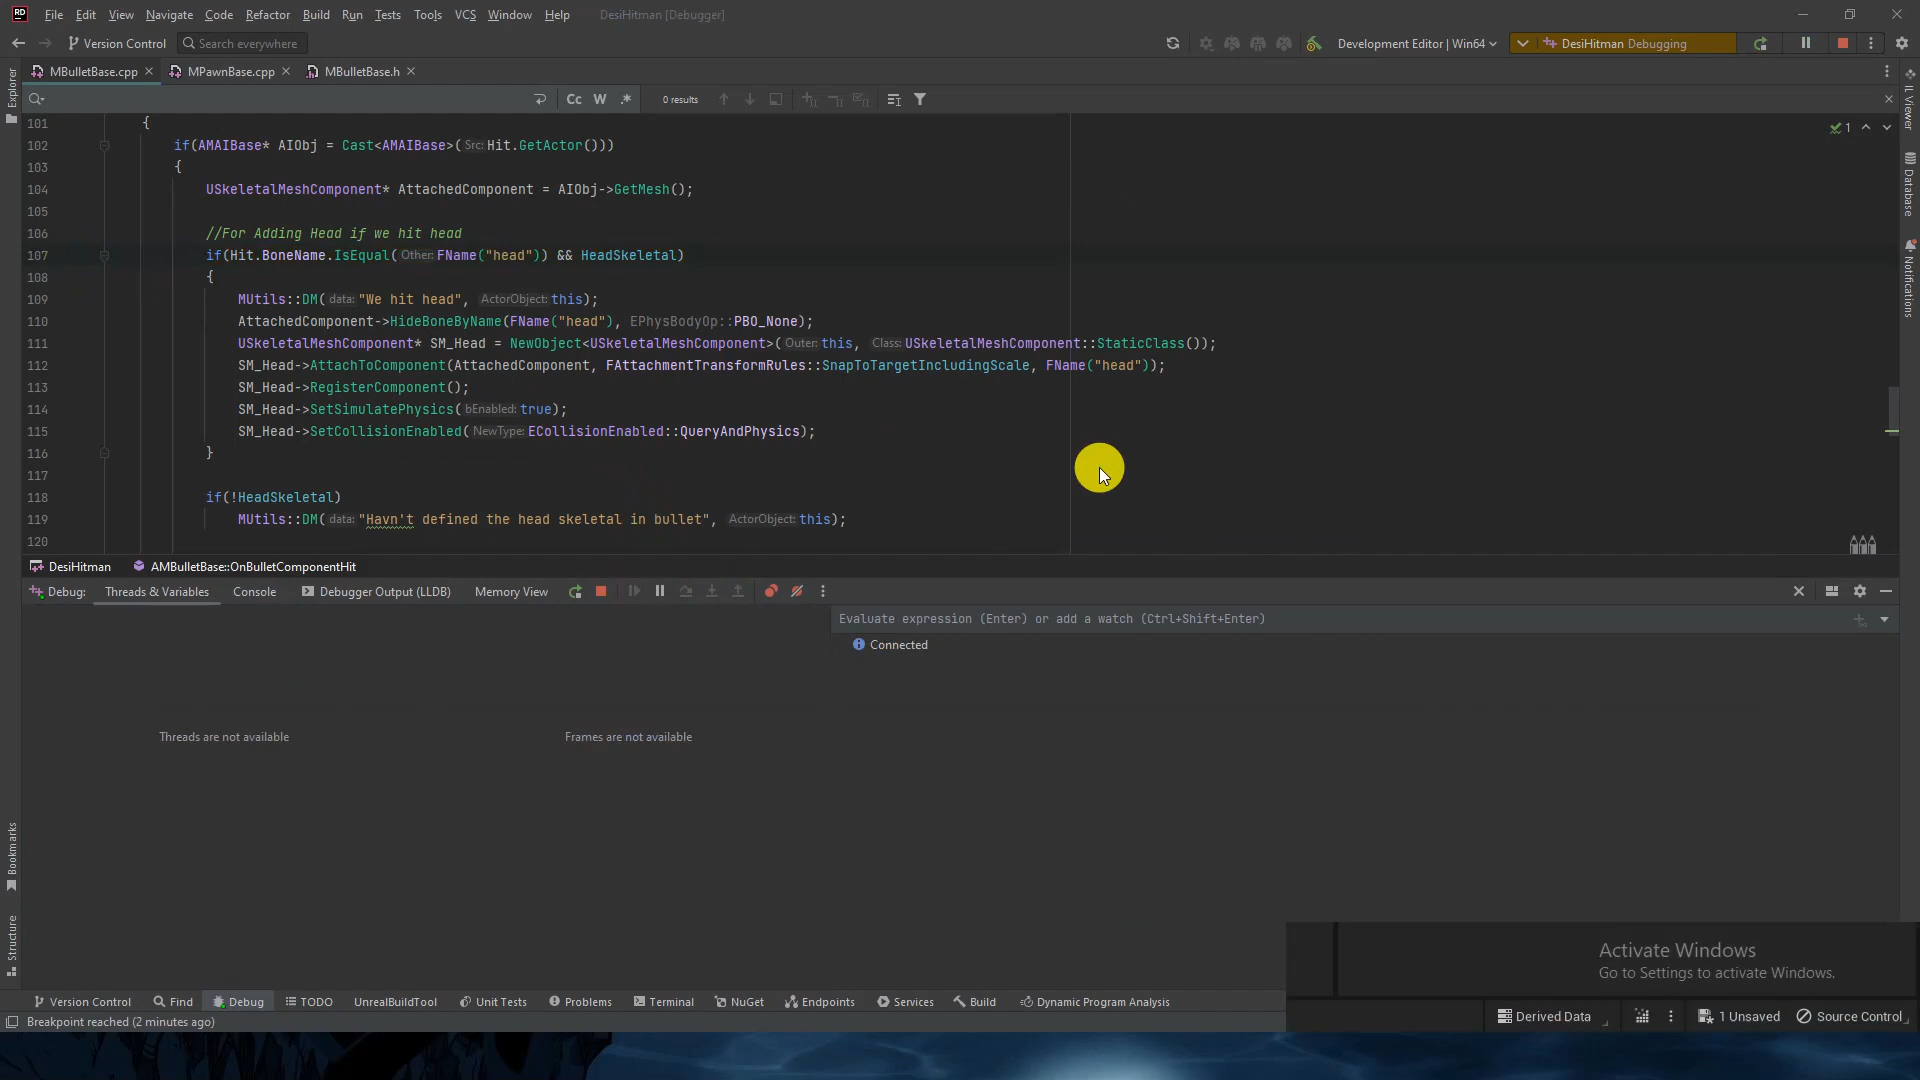 File Edit View Navigate Code Refactor Build Run Tests Tools VCS Window Help DesiHitman [Debugger]
Version Control Search everywhere Development Editor | Win64 DesiHitman Debugging
MBulletBase.cpp MPawnBase.cpp MBulletBase.h
Cc W .* 0 results
101 {
102 if(AMAIBase* AIObj = Cast<AMAIBase>( Src: Hit.GetActor()))
103 {
104 USkeletalMeshComponent* AttachedComponent = AIObj->GetMesh();
105
106 //For Adding Head if we hit head
107 if(Hit.BoneName.IsEqual( Other: FName("head")) && HeadSkeletal)
108 {
109 MUtils::DM( data: "We hit head", ActorObject: this);
110 AttachedComponent->HideBoneByName(FName("head"), EPhysBodyOp::PBO_None);
111 USkeletalMeshComponent* SM_Head = NewObject<USkeletalMeshComponent>( Outer: this, Class: USkeletalMeshComponent::StaticClass());
112 SM_Head->AttachToComponent(AttachedComponent, FAttachmentTransformRules::SnapToTargetIncludingScale, FName("head"));
113 SM_Head->RegisterComponent();
114 SM_Head->SetSimulatePhysics( bEnabled: true);
115 SM_Head->SetCollisionEnabled( NewType: ECollisionEnabled::QueryAndPhysics);
116 }
117
118 if(!HeadSkeletal)
119 MUtils::DM( data: "Havn't defined the head skeletal in bullet", ActorObject: this);
120
1
Explorer
Bookmarks
Structure
IL Viewer
Database
Notifications
DesiHitman AMBulletBase::OnBulletComponentHit
Debug: Threads & Variables Console Debugger Output (LLDB) Memory View
Evaluate expression (Enter) or add a watch (Ctrl+Shift+Enter)
Connected
Threads are not available Frames are not available
Activate Windows
Go to Settings to activate Windows.
Version Control Find Debug TODO UnrealBuildTool Unit Tests Problems Terminal NuGet Endpoints Services Build Dynamic Program Analysis
Derived Data 1 Unsaved Source Control
Breakpoint reached (2 minutes ago)